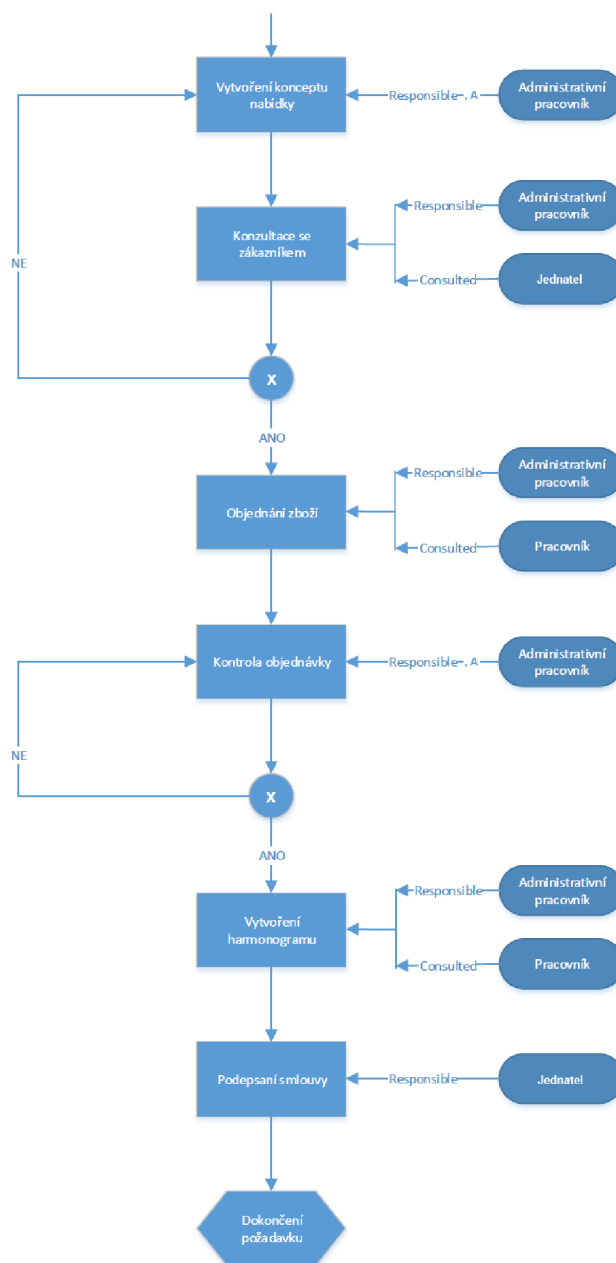 Vytvoření konceptu
nabídky
Responsible , A
Administrativní
pracovník
Konzultace se
zákazníkem
Responsible
Administrativní
pracovník
Consulted
Jednatel
NE
X
ANO
Objednání zboží
Responsible
Administrativní
pracovník
Consulted
Pracovník
Kontrola objednávky
Responsible , A
Administrativní
pracovník
NE
X
ANO
Vytvoření
harmonogramu
Responsible
Administrativní
pracovník
Consulted
Pracovník
Podepsaní smlouvy
Responsible
Jednatel
Dokončení
požadavku